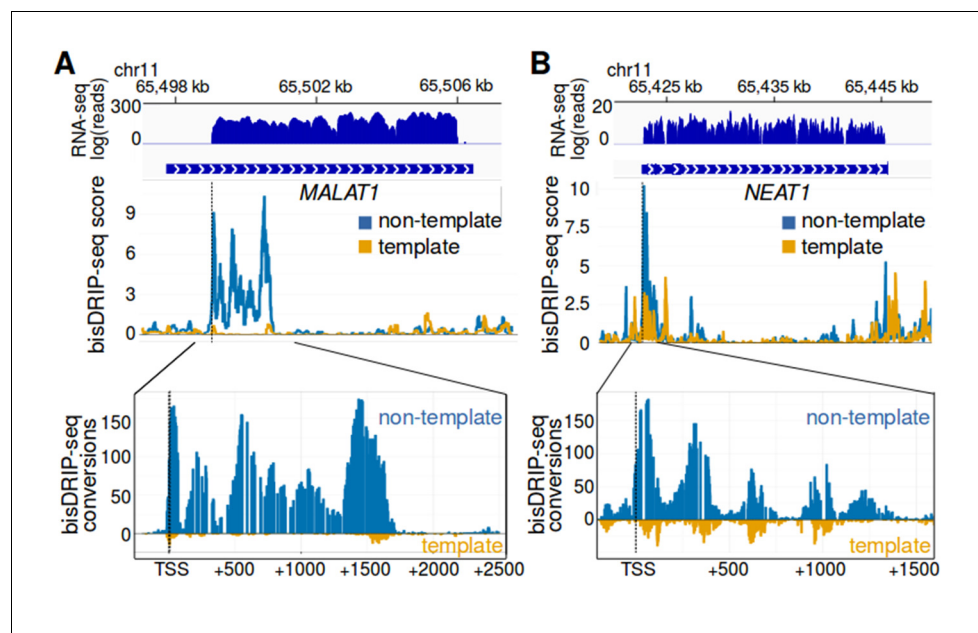 A
chr11
65,498 kb 65,502 kb 65,506 kb
RNA-seq
log(reads)
300
0
MALAT1
bisDRIP-seq score
9
6
3
0
non-template
template
bisDRIP-seq
conversions
150
100
50
0
non-template
template
TSS +500 +1000 +1500 +2000 +2500
B
chr11
65,425 kb 65,435 kb 65,445 kb
RNA-seq
log(reads)
20
0
NEAT1
bisDRIP-seq score
10
7.5
5
2.5
0
non-template
template
bisDRIP-seq
conversions
150
100
50
0
non-template
template
TSS +500 +1000 +1500